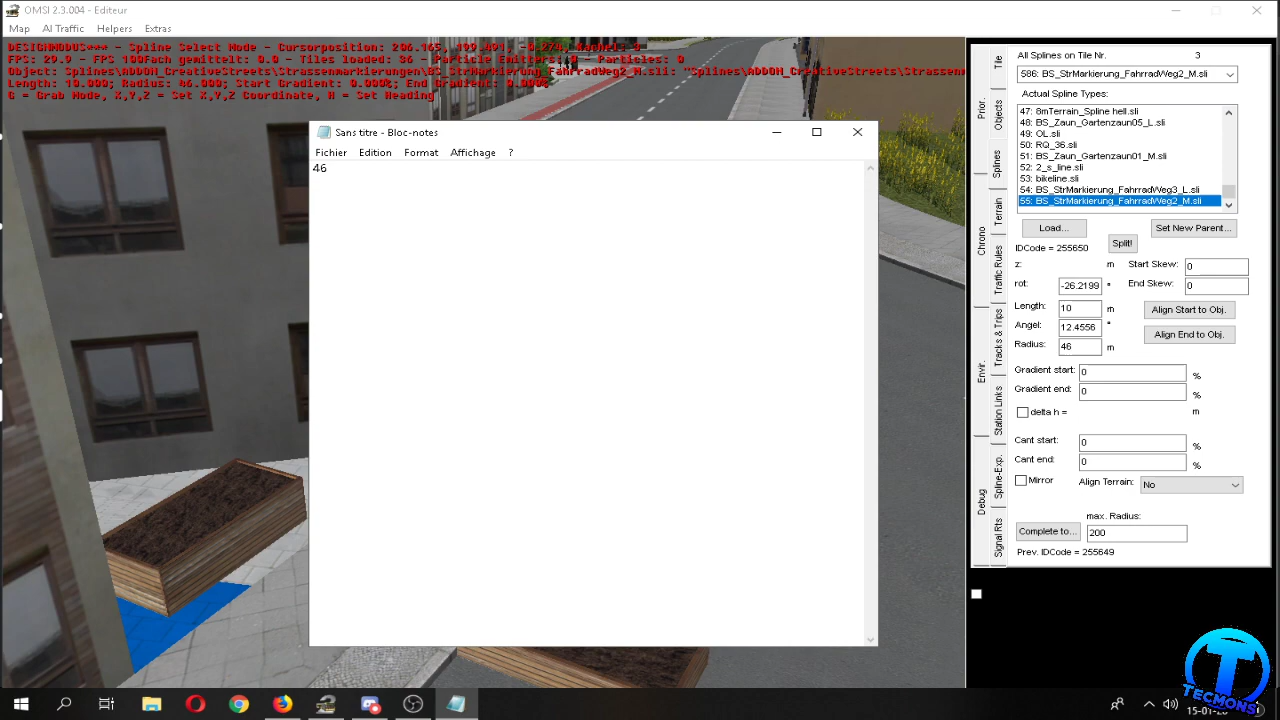 OMSI 2.3.004 - Editeur
Map AI Traffic Helpers Extras
DESIGNMODUS*** - Spline Select Mode - Cursorposition: 206.165, 199.491, -0.274,
FPS: 29.9 - FPS 100Fach gemittelt: 0.0 - Tiles loaded: - Particle Emitters: - Particles: 0
Object: Splines\ADDON_CreativeStreets\Strassenmarkierungen\BS_StrMarkierung_FahrradWeg2_M.sli: "Splines\ADDON_CreativeStreets\Strassenm
Length: 10.000; Radius: 46.000; Start Gradient: 0.000%; End Gradient: 0.000%
G = Grab Mode, X,Y,Z = Set X,Y,Z Coordinate, H = Set Heading
Sans titre - Bloc-notes
Fichier Edition Format Affichage ?
46
Prior.
Chrono
Envir.
Debug
Tile
Objects
Splines
Terrain
Traffic Rules
Tracks & Trips
Station Links
Spline-Exp.
Signal Rts
All Splines on Tile Nr. 3
586: BS_StrMarkierung_FahrradWeg2_M.sli
Actual Spline Types:
47: 8mTerrain_Spline hell.sli
48: BS_Zaun_Gartenzaun05_L.sli
49: OL.sli
50: RQ_36.sli
51: BS_Zaun_Gartenzaun01_M.sli
52: 2_s_line.sli
53: bikeline.sli
54: BS_StrMarkierung_FahrradWeg3_L.sli
55: BS_StrMarkierung_FahrradWeg2_M.sli
Load... Set New Parent...
IDCode = 255650 Split!
z: m Start Skew: 0
rot: -26.2199 ° End Skew: 0
Length: 10 m Align Start to Obj.
Angel: 12.4556 °
Align End to Obj.
Radius: 46 m
Gradient start: 0 %
Gradient end: 0 %
delta h = m
Cant start: 0 %
Cant end: 0 %
Mirror Align Terrain: No
max. Radius:
Complete to... 200
Prev. IDCode = 255649
TECMONS